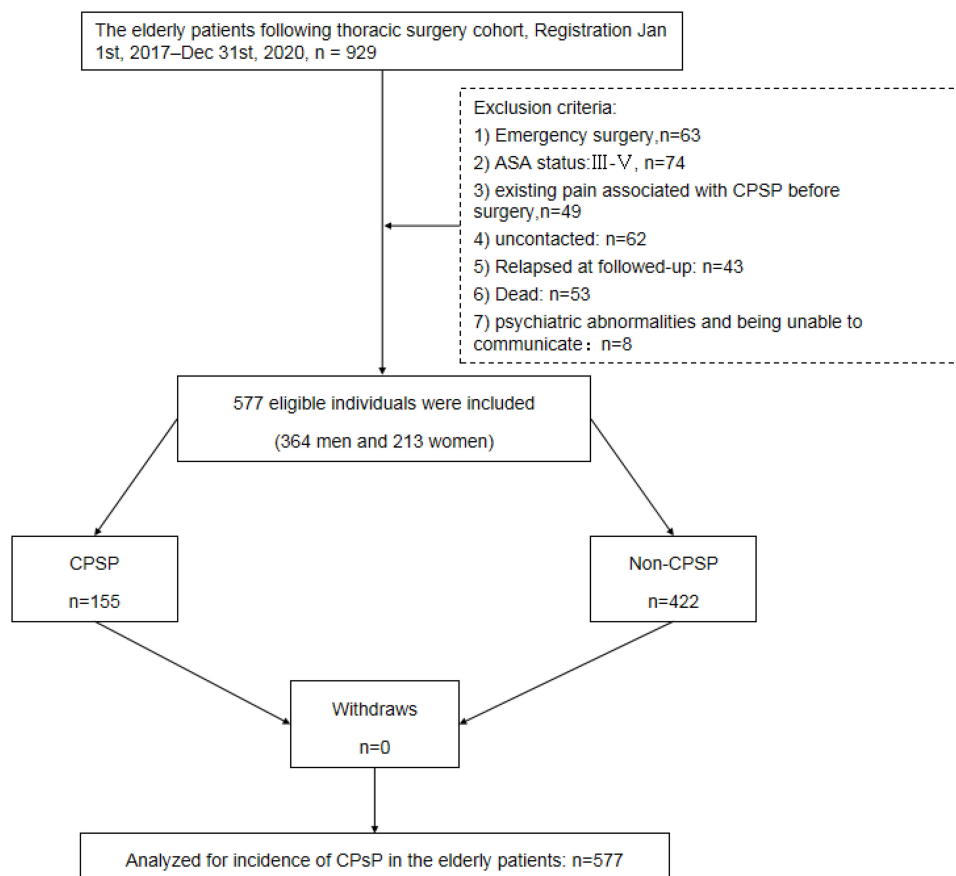 The elderly patients following thoracic surgery cohort, Registration Jan
1st, 2017–Dec 31st, 2020, n = 929
Exclusion criteria:
1) Emergency surgery,n=63
2) ASA status:Ⅲ-Ⅴ, n=74
3) existing pain associated with CPSP before
surgery,n=49
4) uncontacted: n=62
5) Relapsed at followed-up: n=43
6) Dead: n=53
7) psychiatric abnormalities and being unable to
communicate：n=8
577 eligible individuals were included
(364 men and 213 women)
CPSP
n=155
Non-CPSP
n=422
Withdraws
n=0
Analyzed for incidence of CPsP in the elderly patients: n=577